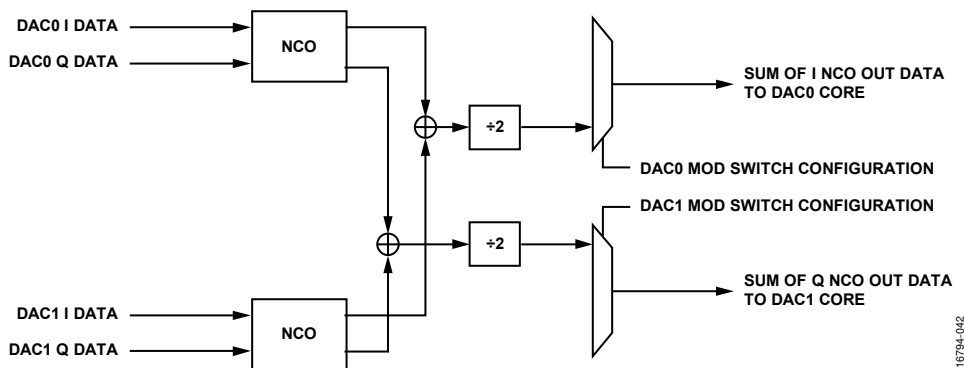 DAC0 I DATA
DAC0 Q DATA
NCO
÷2
SUM OF I NCO OUT DATA
TO DAC0 CORE
DAC0 MOD SWITCH CONFIGURATION
DAC1 MOD SWITCH CONFIGURATION
÷2
SUM OF Q NCO OUT DATA
TO DAC1 CORE
DAC1 I DATA
DAC1 Q DATA
NCO
16794-042